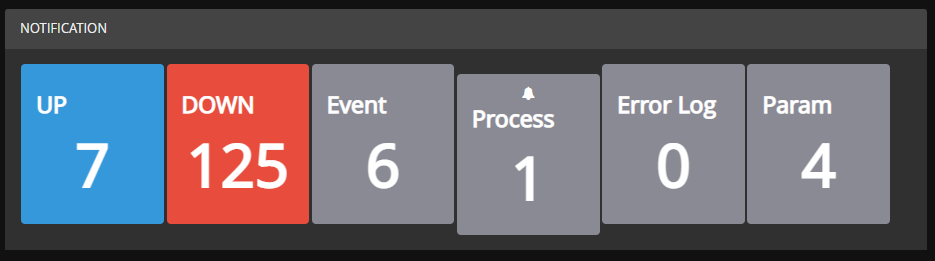 NOTIFICATION
UP
7
DOWN
125
Event
6
Process
1
Error Log
0
Param
4